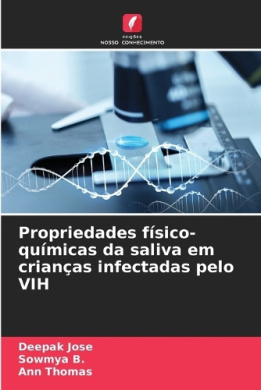 edições
NOSSO CONHECIMENTO
Propriedades físico-
químicas da saliva em
crianças infectadas pelo
VIH
Deepak Jose
Sowmya B.
Ann Thomas